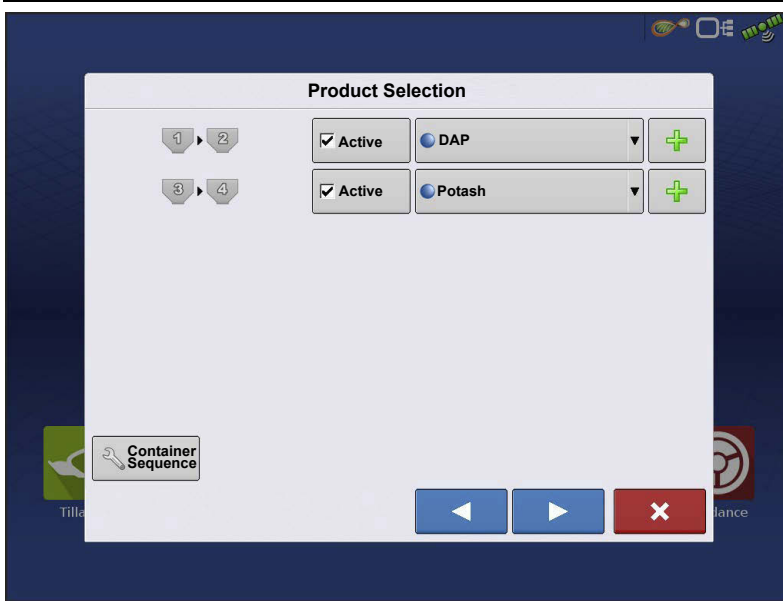 Product Selection
1 2 Active DAP
3 4 Active Potash
Container
Sequence
Tilla
dance